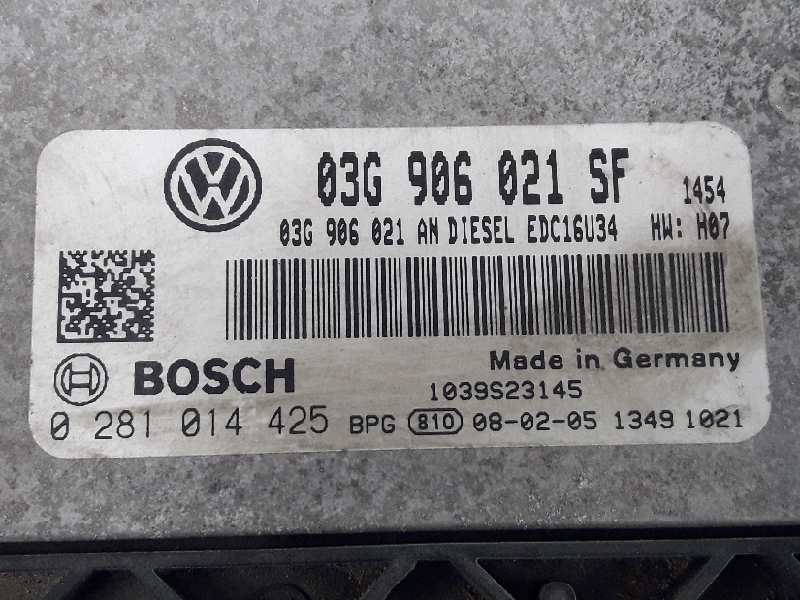 03G 906 021 SF 1454
03G 906 021 AN DIESEL EDC16U34 HW: H07
Made in Germany
BOSCH
1039S23145
0 281 014 425 BPG 810 08-02-05 1349 1021